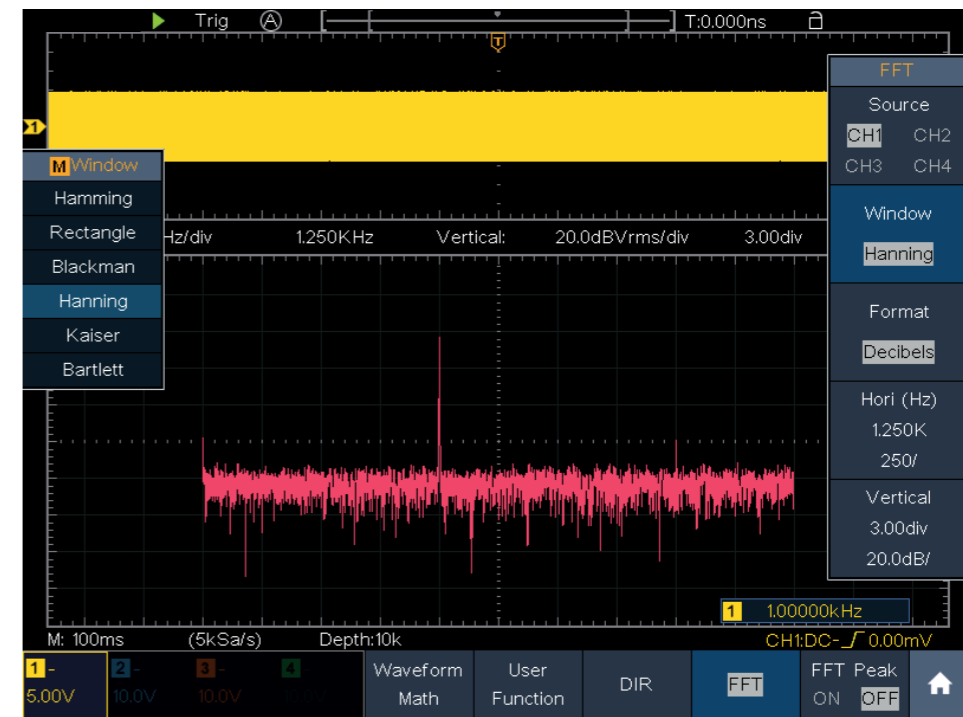 Trig A T:0.000ns
T
FFT
Source
CH1 CH2
CH3 CH4
1
M Window
Hamming
Rectangle
Blackman
Hanning
Kaiser
Bartlett
Hz/div 1.250KHz Vertical: 20.0dBVrms/div 3.00div
Window
Hanning
Format
Decibels
Hori (Hz)
1.250K
250/
Vertical
3.00div
20.0dB/
1 1.00000kHz
M: 100ms (5kSa/s) Depth:10k CH1:DC- 0.00mV
1 - 2 - 3 - 4 -
5.00V 10.0V 10.0V 10.0V
Waveform
Math
User
Function
DIR
FFT
FFT Peak
ON OFF